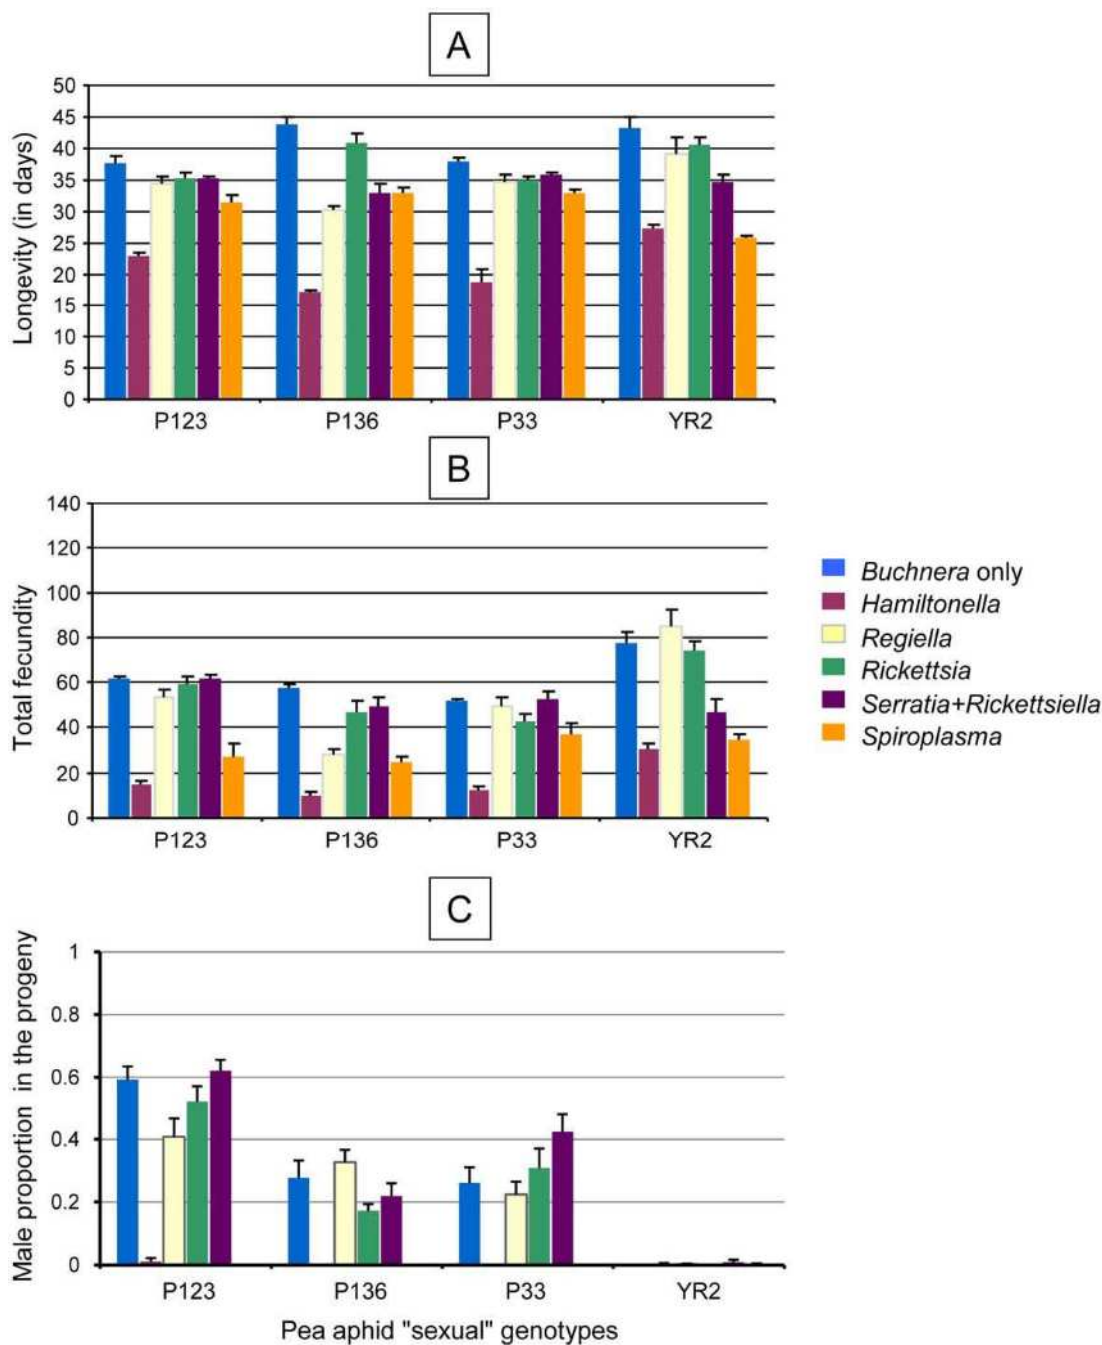 A
50
45
40
35
30
25
20
15
10
5
0
Longevity (in days)
P123 P136 P33 YR2
B
140
120
100
80
60
40
20
0
Total fecundity
P123 P136 P33 YR2
Buchnera only
Hamiltonella
Regiella
Rickettsia
Serratia+Rickettsiella
Spiroplasma
C
1
0.8
0.6
0.4
0.2
0
Male proportion in the progeny
P123 P136 P33 YR2
Pea aphid "sexual" genotypes